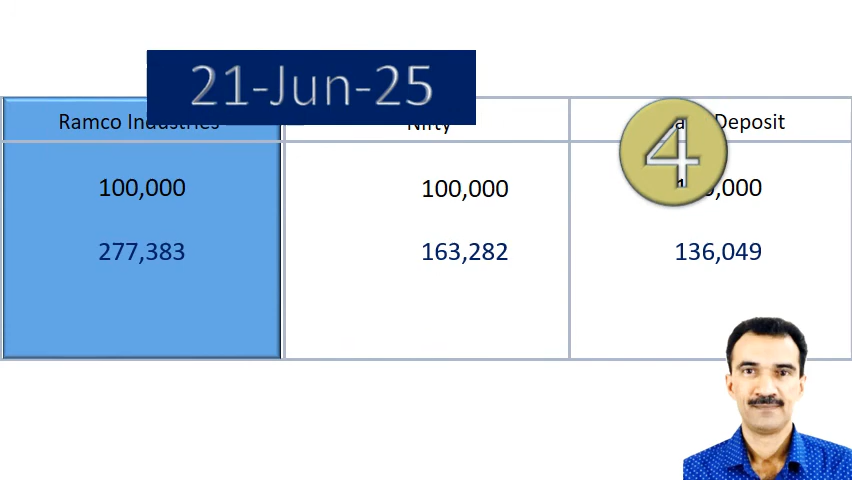 21-Jun-25
Ramco Industries Nifty Deposit
4
100,000 100,000
277,383 163,282 136,049